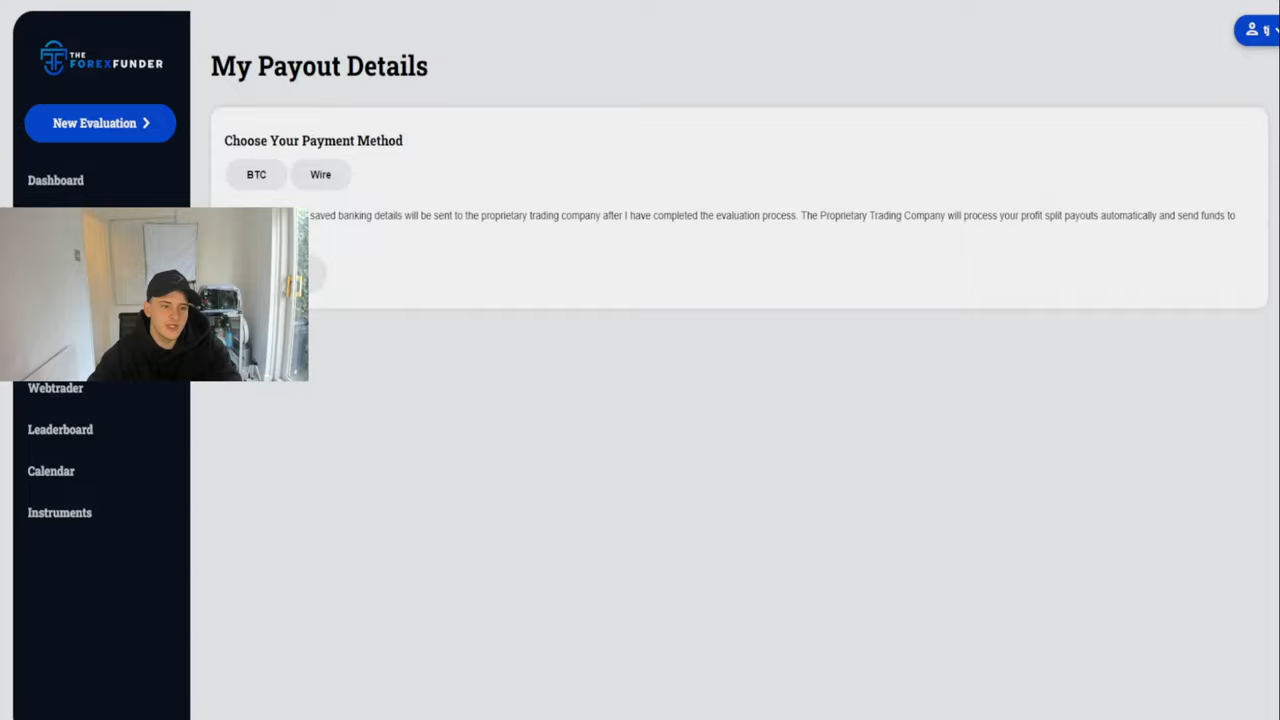 THE
FOREXFUNDER
New Evaluation
Dashboard
Webtrader
Leaderboard
Calendar
Instruments
My Payout Details
Choose Your Payment Method
BTC Wire
saved banking details will be sent to the proprietary trading company after I have completed the evaluation process. The Proprietary Trading Company will process your profit split payouts automatically and send funds to